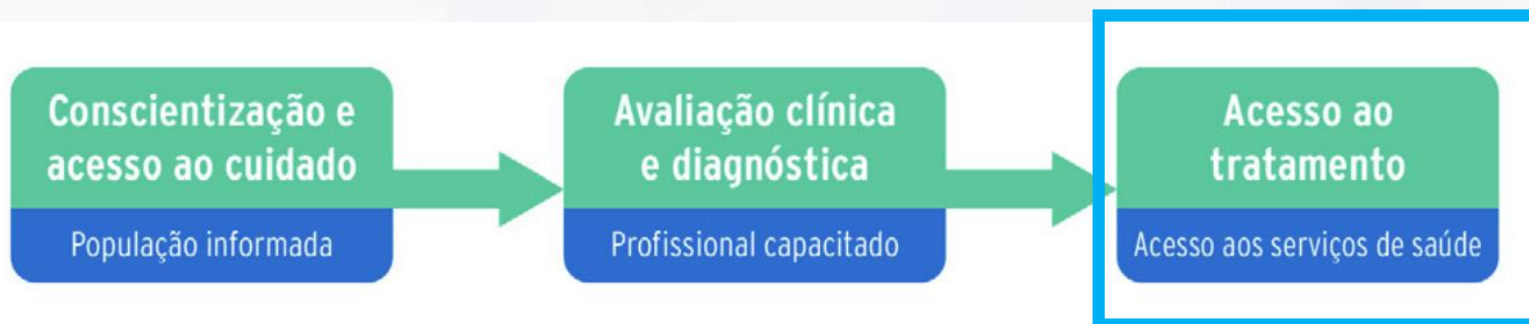 Conscientização e
acesso ao cuidado
População informada
Avaliação clínica
e diagnóstica
Profissional capacitado
Acesso ao
tratamento
Acesso aos serviços de saúde